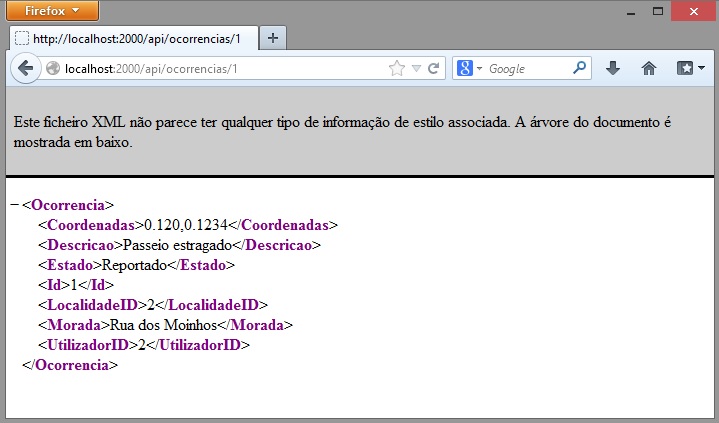 Firefox
http://localhost:2000/api/ocorrencias/1
localhost:2000/api/ocorrencias/1
Google
Este ficheiro XML não parece ter qualquer tipo de informação de estilo associada. A árvore do documento é
mostrada em baixo.
<Ocorrencia>
<Coordenadas>0.120,0.1234</Coordenadas>
<Descricao>Passeio estragado</Descricao>
<Estado>Reportado</Estado>
<Id>1</Id>
<LocalidadeID>2</LocalidadeID>
<Morada>Rua dos Moinhos</Morada>
<UtilizadorID>2</UtilizadorID>
</Ocorrencia>